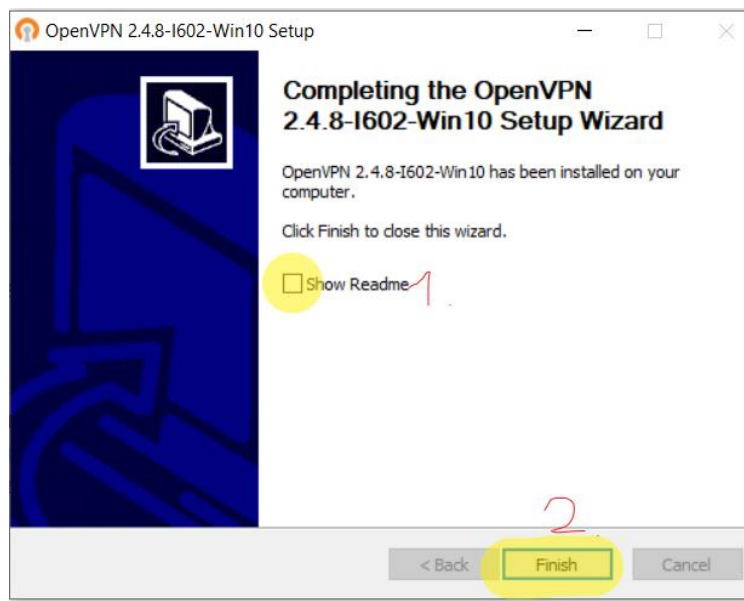 OpenVPN 2.4.8-I602-Win10 Setup
Completing the OpenVPN
2.4.8-I602-Win10 Setup Wizard
OpenVPN 2.4.8-I602-Win10 has been installed on your
computer.
Click Finish to close this wizard.
Show Readme 1.
2.
< Back Finish Cancel